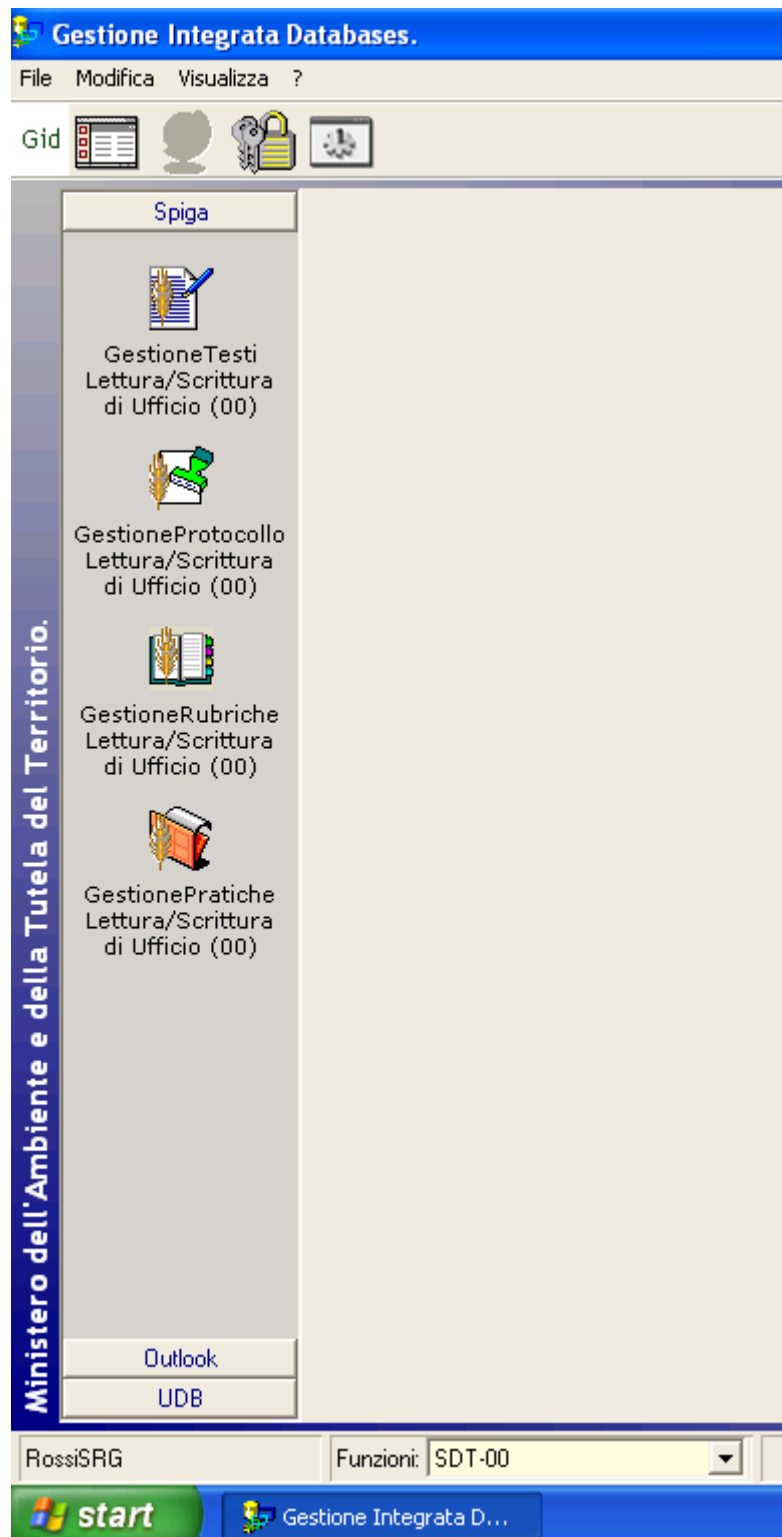 Gestione Integrata Databases.
File Modifica Visualizza ?
Gid
Spiga
GestioneTesti
Lettura/Scrittura
di Ufficio (00)
GestioneProtocollo
Lettura/Scrittura
di Ufficio (00)
GestioneRubriche
Lettura/Scrittura
di Ufficio (00)
GestionePratiche
Lettura/Scrittura
di Ufficio (00)
Outlook
UDB
Ministero dell'Ambiente e della Tutela del Territorio.
RossiSRG Funzioni: SDT-00
start Gestione Integrata D...